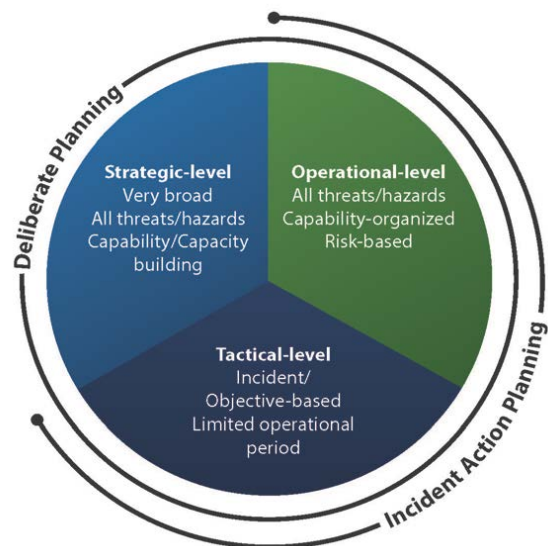 Deliberate Planning
Strategic-level
Very broad
All threats/hazards
Capability/Capacity
building
Operational-level
All threats/hazards
Capability-organized
Risk-based
Tactical-level
Incident/
Objective-based
Limited operational
period
Incident Action Planning